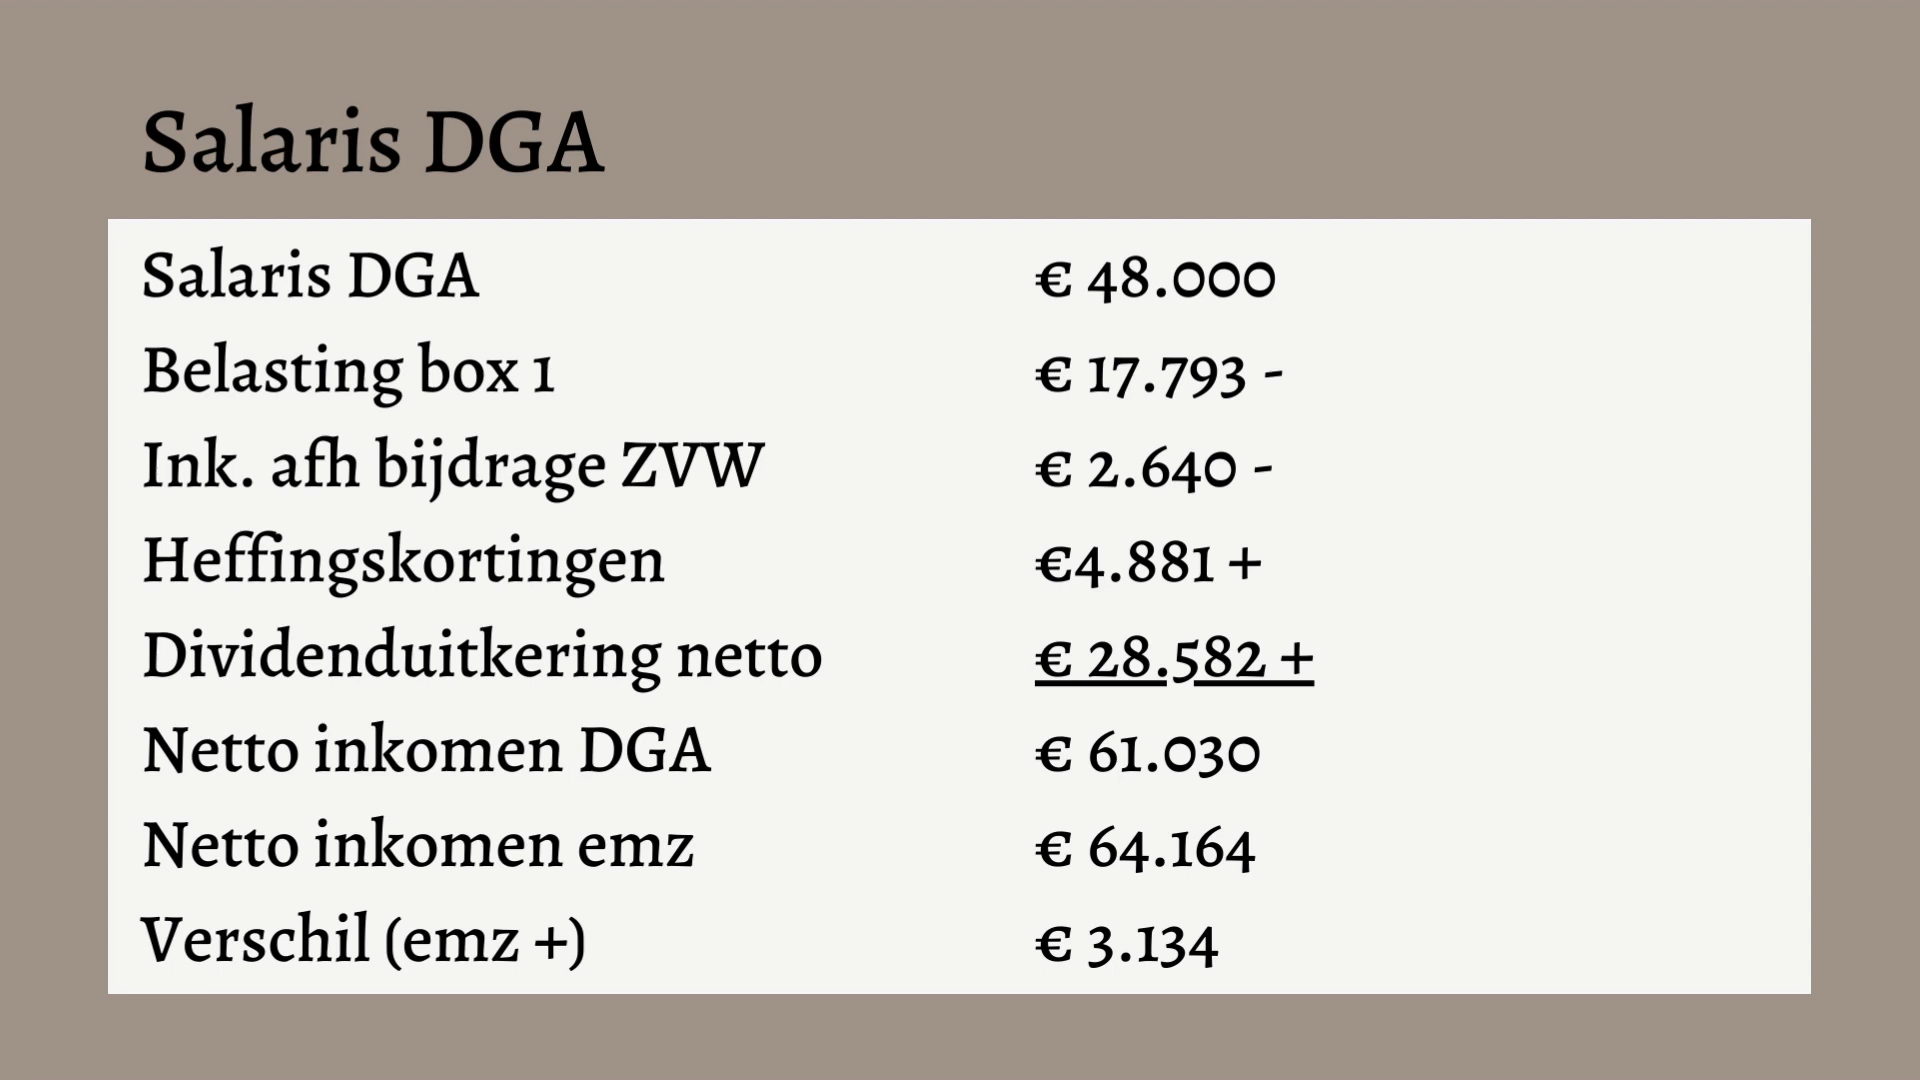 Salaris DGA
Salaris DGA € 48.000
Belasting box 1 € 17.793 -
Ink. afh bijdrage ZVW € 2.640 -
Heffingskortingen €4.881 +
Dividenduitkering netto € 28.582 +
Netto inkomen DGA € 61.030
Netto inkomen emz € 64.164
Verschil (emz +) € 3.134